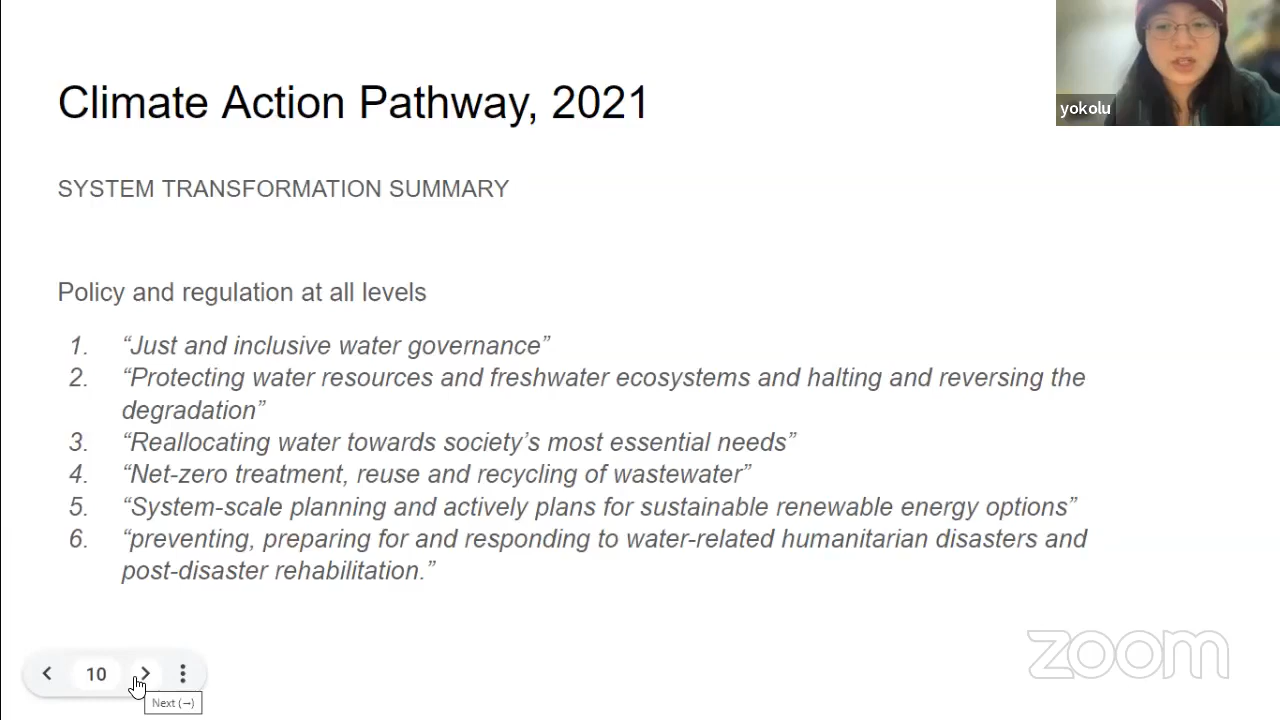 Climate Action Pathway, 2021
yokolu
SYSTEM TRANSFORMATION SUMMARY
Policy and regulation at all levels
1. “Just and inclusive water governance”
2. “Protecting water resources and freshwater ecosystems and halting and reversing the
degradation”
3. “Reallocating water towards society’s most essential needs”
4. “Net-zero treatment, reuse and recycling of wastewater”
5. “System-scale planning and actively plans for sustainable renewable energy options”
6. “preventing, preparing for and responding to water-related humanitarian disasters and
post-disaster rehabilitation.”
zoom
10
Next (→)